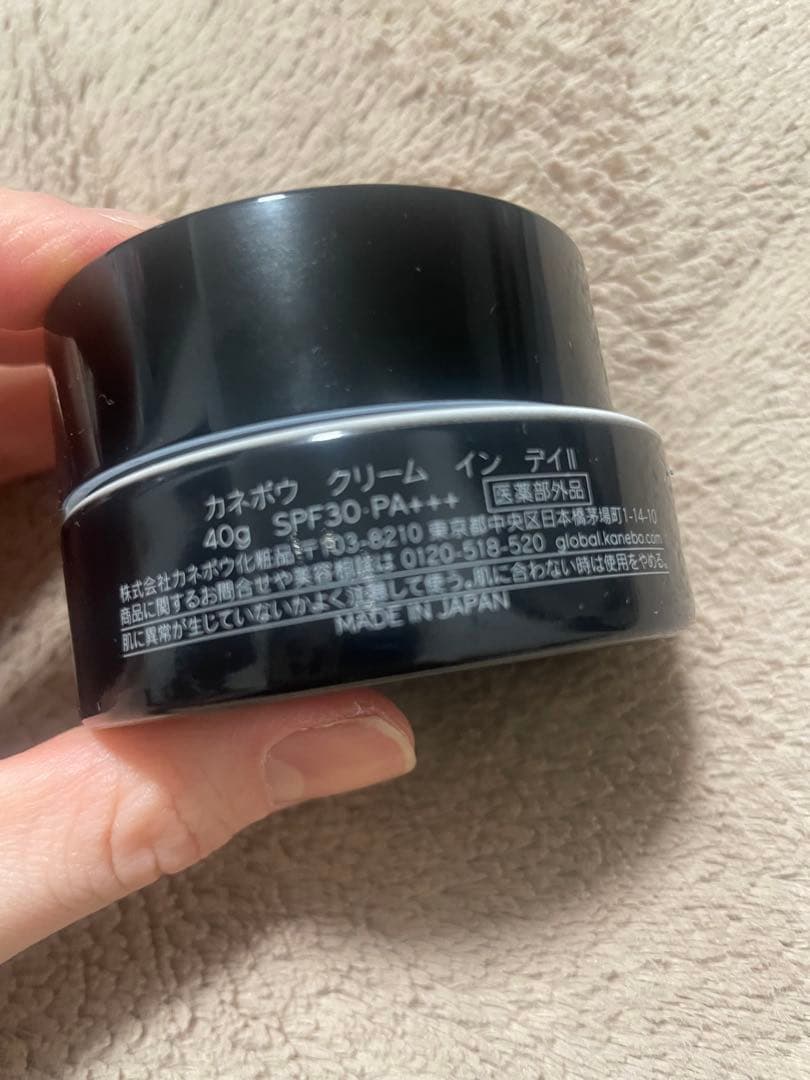 カネボウ クリーム イン デイⅡ
40g SPF30・PA+++ 医薬部外品
株式会社カネボウ化粧品 〒103-8210 東京都中央区日本橋茅場町1-14-10
商品に関するお問合せや美容相談は 0120-518-520 global.kanebo.com
肌に異常が生じていないかよく注意して使う。肌に合わない時は使用をやめる。
MADE IN JAPAN